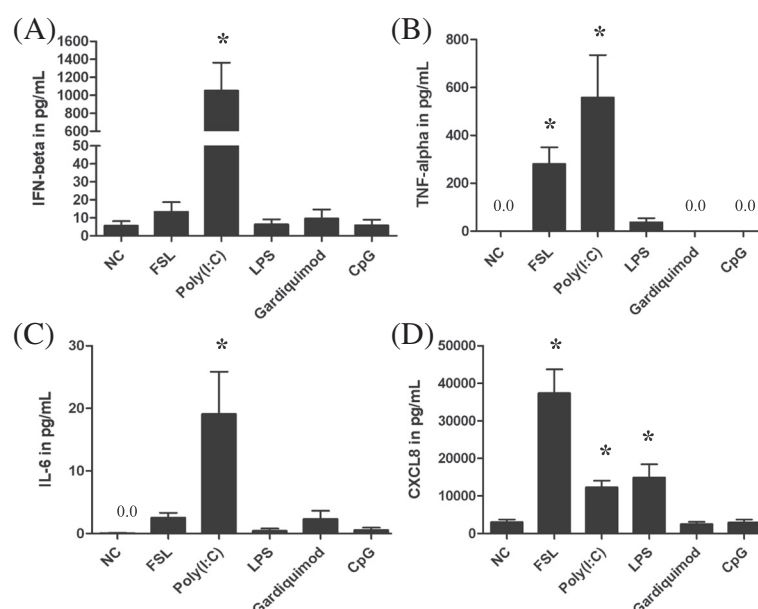 (A)
IFN-beta in pg/mL
1600
1400
1200
1000
800
600
50
40
30
20
10
0
*
NC
FSL
Poly(I:C)
LPS
Gardiquimod
CpG
(B)
TNF-alpha in pg/mL
800
600
400
200
0
0.0
*
*
0.0
0.0
NC
FSL
Poly(I:C)
LPS
Gardiquimod
CpG
(C)
IL-6 in pg/mL
30
20
10
0
0.0
*
NC
FSL
Poly(I:C)
LPS
Gardiquimod
CpG
(D)
CXCL8 in pg/mL
50000
40000
30000
20000
10000
0
*
*
*
NC
FSL
Poly(I:C)
LPS
Gardiquimod
CpG